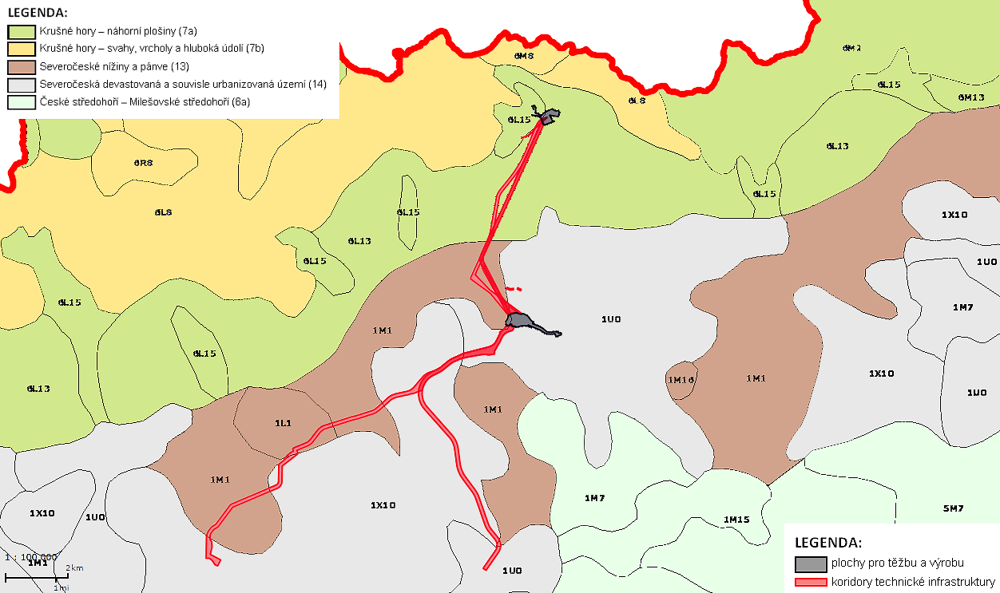 LEGENDA:
Krušné hory – náhorní plošiny (7a)
Krušné hory – svahy, vrcholy a hluboká údolí (7b)
Severočeské nížiny a pánve (13)
Severočeská devastovaná a souvisle urbanizovaná území (14)
České středohoří – Milešovské středohoří (6a)
6M2
6M8
6L15
6M13
6L8
6L15
6L13
6R8
6L15
6L8
6L15
1X10
6L13
6L15
1U0
6L15
1M7
1U0
1M1
6L15
1X10
1M1
1M16
6L13
1U0
1M1
1L1
1M1
1M7
1X10
5M7
1X10
1U0
1M15
LEGENDA:
1 : 100 000
1M1
plochy pro těžbu a výrobu
2km
1U0
koridory technické infrastruktury
1mi